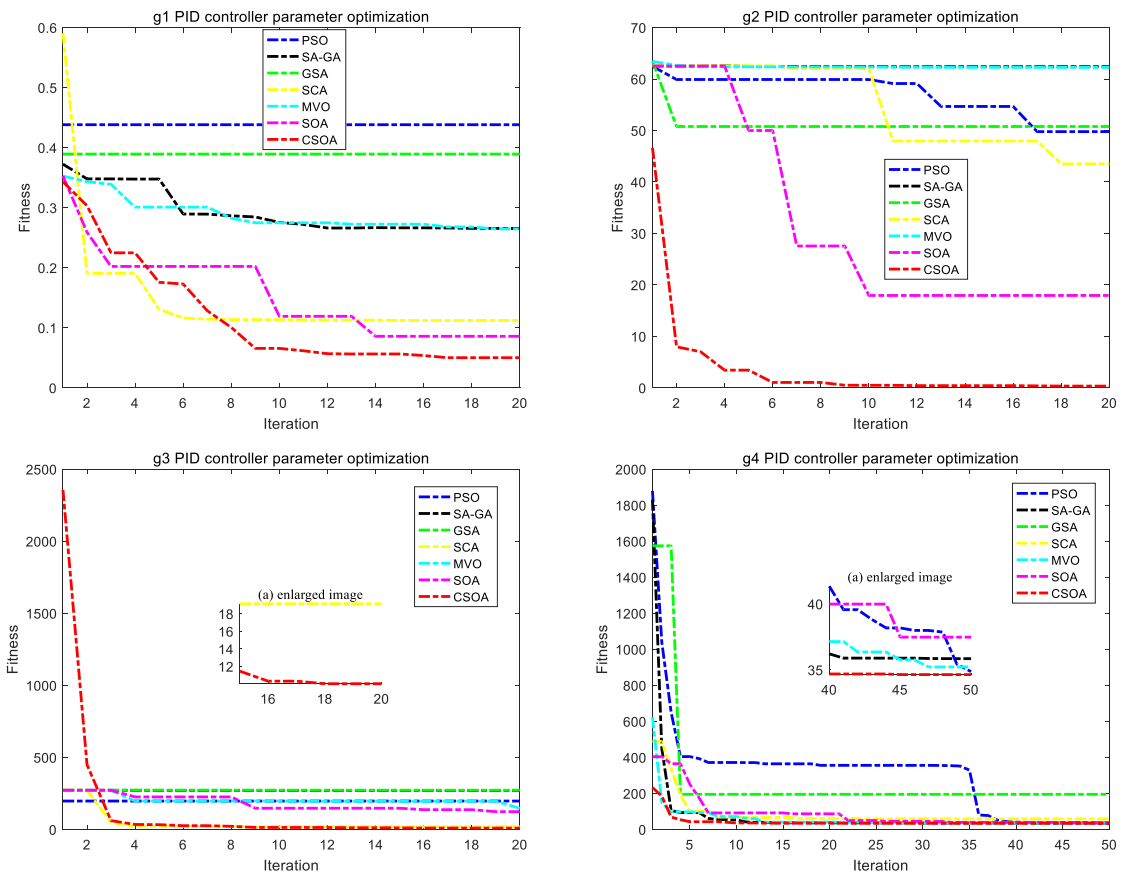 g1 PID controller parameter optimization
0.6
0.5
0.4
0.3
0.2
0.1
0
Fitness
PSO
SA-GA
GSA
SCA
MVO
SOA
CSOA
2 4 6 8 10 12 14 16 18 20
Iteration
g2 PID controller parameter optimization
70
60
50
40
30
20
10
0
Fitness
PSO
SA-GA
GSA
SCA
MVO
SOA
CSOA
2 4 6 8 10 12 14 16 18 20
Iteration
g3 PID controller parameter optimization
2500
2000
1500
1000
500
0
Fitness
PSO
SA-GA
GSA
SCA
MVO
SOA
CSOA
(a) enlarged image
18
16
14
12
16 18 20
2 4 6 8 10 12 14 16 18 20
Iteration
g4 PID controller parameter optimization
2000
1800
1600
1400
1200
1000
800
600
400
200
0
Fitness
PSO
SA-GA
GSA
SCA
MVO
SOA
CSOA
(a) enlarged image
40
35
40 45 50
5 10 15 20 25 30 35 40 45 50
Iteration